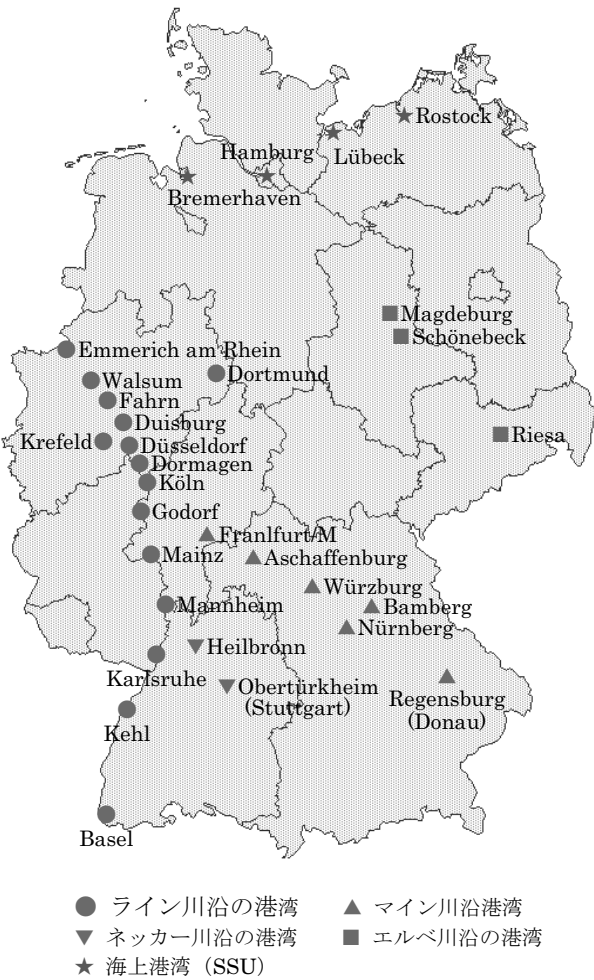 Rostock
Hamburg
Lübeck
Bremerhaven
Magdeburg
Schönebeck
Emmerich am Rhein
Dortmund
Walsum
Fahrn
Duisburg
Krefeld
Düsseldorf
Riesa
Dormagen
Köln
Godorf
Franlfurt/M
Mainz
Aschaffenburg
Würzburg
Mannheim
Bamberg
Nürnberg
Heilbronn
Karlsruhe
Obertürkheim
(Stuttgart)
Regensburg
(Donau)
Kehl
Basel
ライン川沿の港湾
マイン川沿港湾
ネッカー川沿の港湾
エルベ川沿の港湾
海上港湾（SSU）